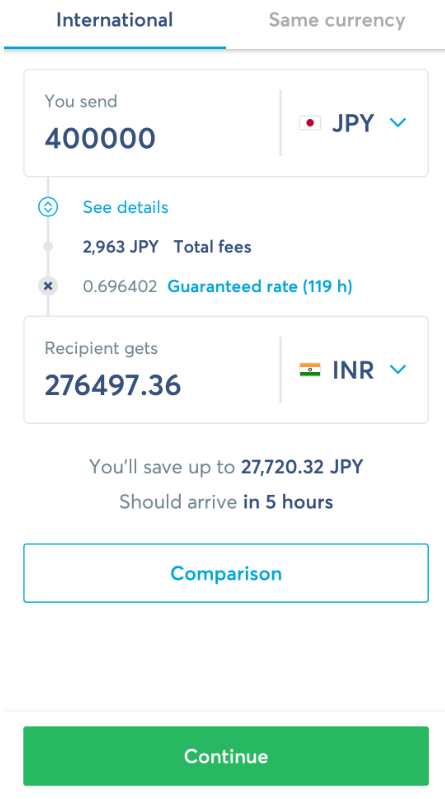 International Same currency
You send
400000 JPY
See details
2,963 JPY Total fees
0.696402 Guaranteed rate (119 h)
Recipient gets
276497.36 INR
You'll save up to 27,720.32 JPY
Should arrive in 5 hours
Comparison
Continue